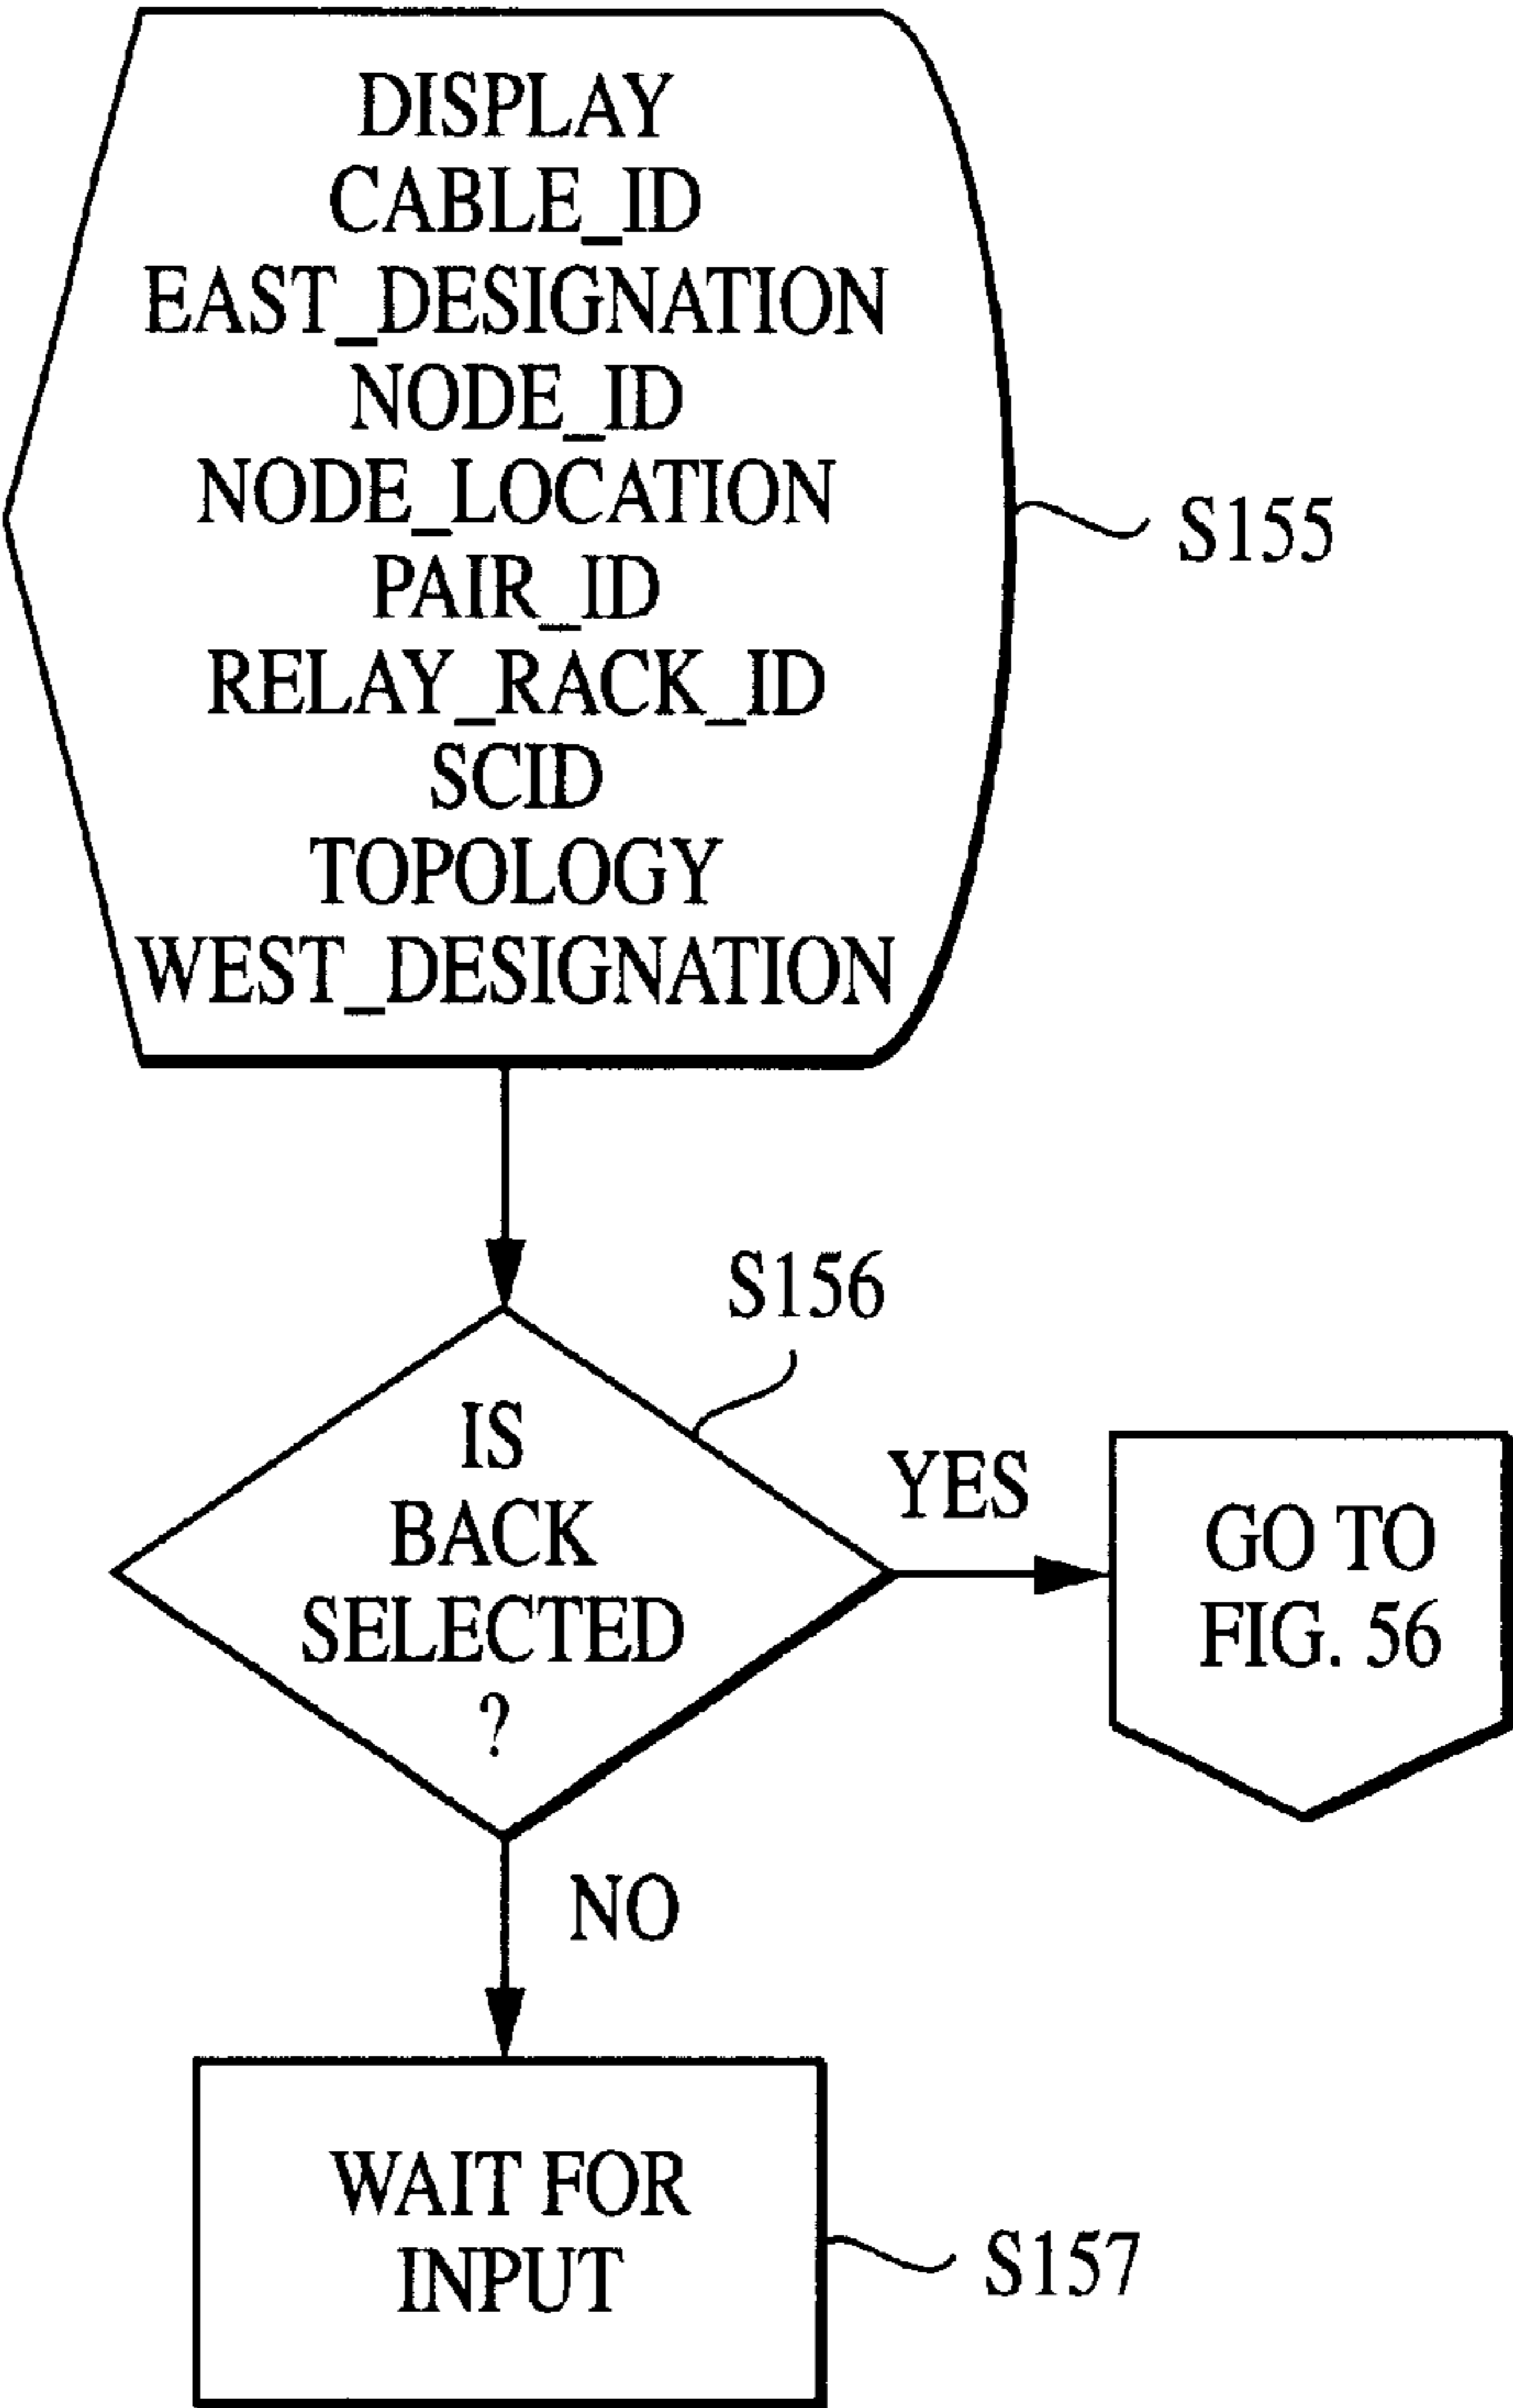 DISPLAY
CABLE_ID
EAST_DESIGNATION
NODE_ID
NODE_LOCATION
PAIR_ID
RELAY_RACK_ID
SCID
TOPOLOGY
WEST_DESIGNATION
S155
S156
IS
BACK
SELECTED
?
YES
GO TO
FIG. 56
NO
WAIT FOR
INPUT
S157